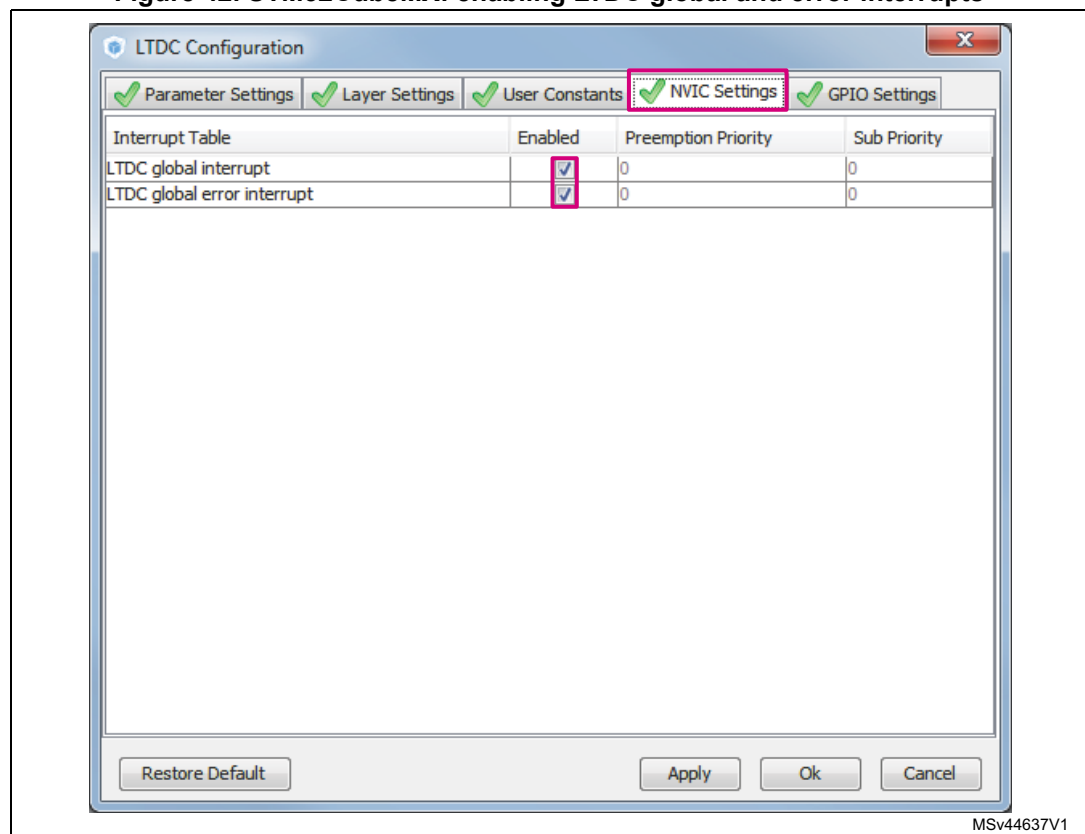 LTDC Configuration
Parameter Settings Layer Settings User Constants NVIC Settings GPIO Settings
Interrupt Table Enabled Preemption Priority Sub Priority
LTDC global interrupt 0 0
LTDC global error interrupt 0 0
Restore Default Apply Ok Cancel
MSv44637V1